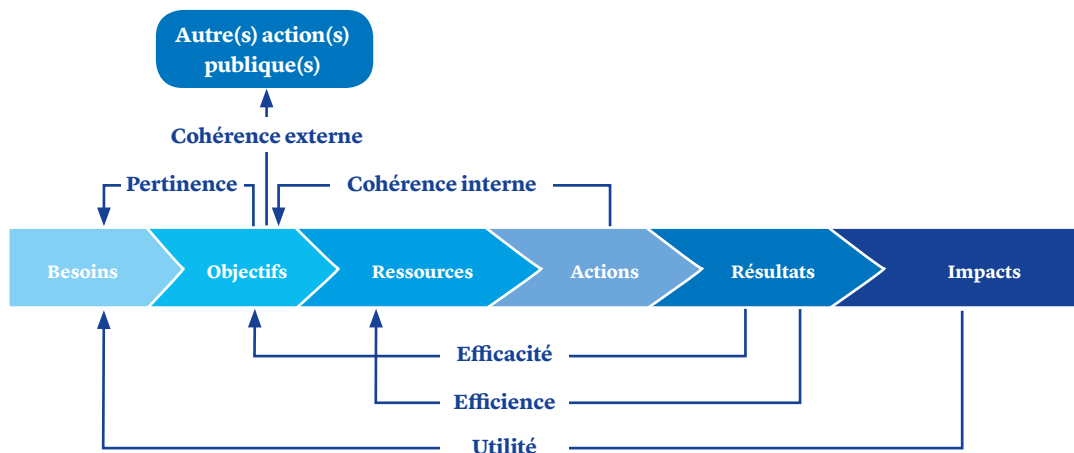 Autre(s) action(s)
publique(s)
Cohérence externe
Pertinence
Cohérence interne
Besoins
Objectifs
Ressources
Actions
Résultats
Impacts
Efficacité
Efficience
Utilité